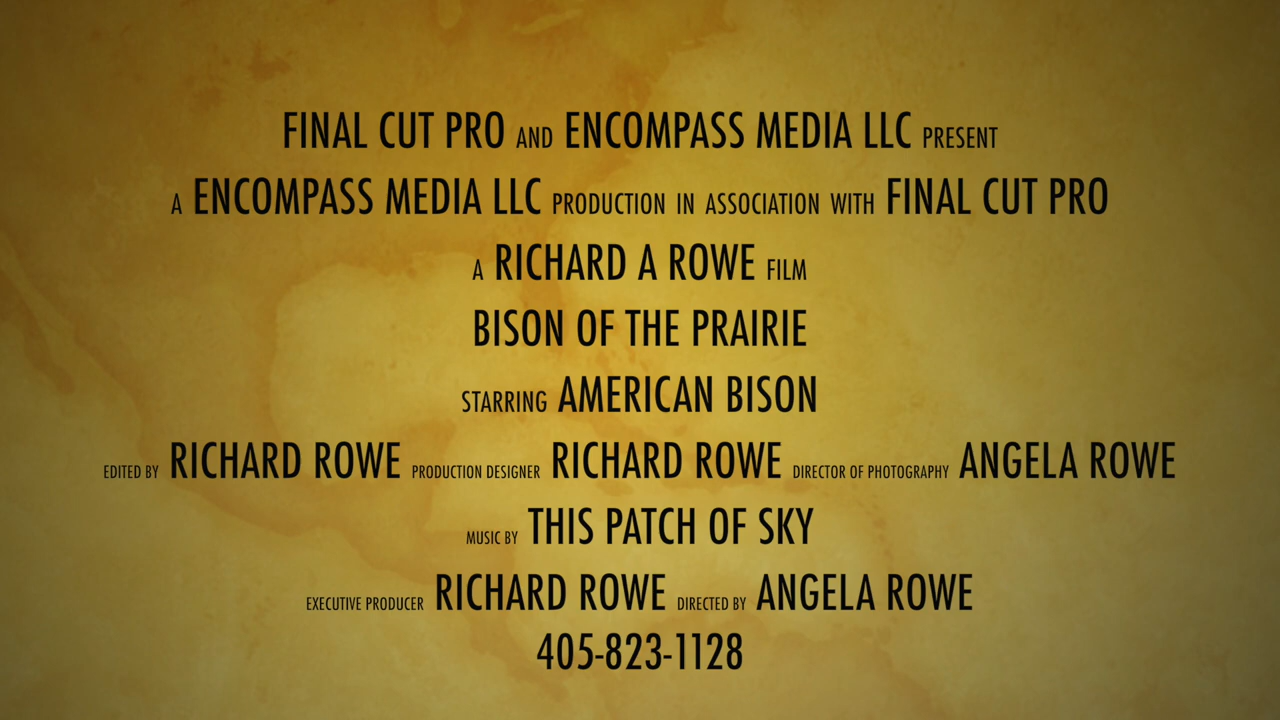 FINAL CUT PRO AND ENCOMPASS MEDIA LLC PRESENT
A ENCOMPASS MEDIA LLC PRODUCTION IN ASSOCIATION WITH FINAL CUT PRO
A RICHARD A ROWE FILM
BISON OF THE PRAIRIE
STARRING AMERICAN BISON
EDITED BY RICHARD ROWE PRODUCTION DESIGNER RICHARD ROWE DIRECTOR OF PHOTOGRAPHY ANGELA ROWE
MUSIC BY THIS PATCH OF SKY
EXECUTIVE PRODUCER RICHARD ROWE DIRECTED BY ANGELA ROWE
405-823-1128